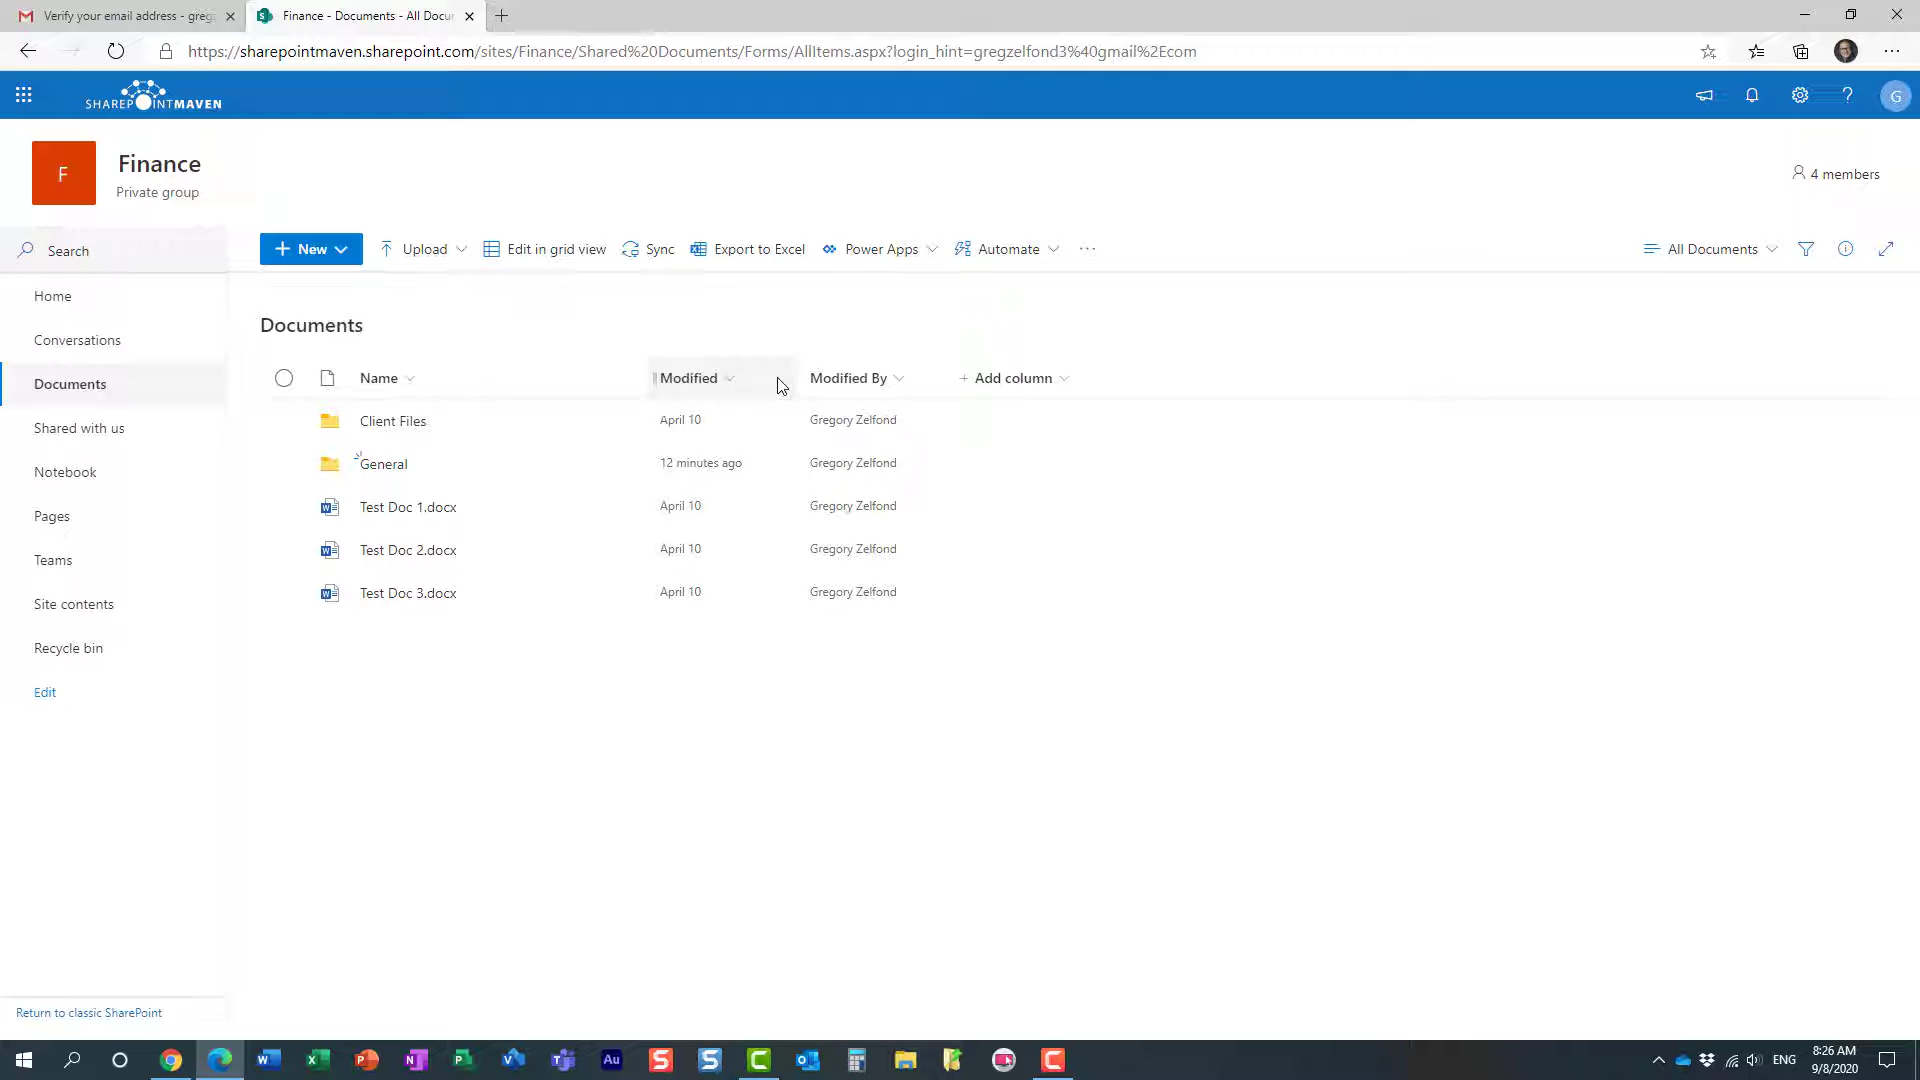 Verify your email address - greg
Finance - Documents - All Docu
https://sharepointmaven.sharepoint.com/sites/Finance/Shared%20Documents/Forms/AllItems.aspx?login_hint=gregzelfond3%40gmail%2Ecom
SHAREPOINTMAVEN
?
G
F
Finance
Private group
4 members
Search
New
Upload
Edit in grid view
Sync
Export to Excel
Power Apps
Automate
All Documents
Home
Conversations
Documents
Shared with us
Notebook
Pages
Teams
Site contents
Recycle bin
Edit
Return to classic SharePoint
Documents
Name Modified Modified By + Add column
Client Files April 10 Gregory Zelfond
General 12 minutes ago Gregory Zelfond
Test Doc 1.docx April 10 Gregory Zelfond
Test Doc 2.docx April 10 Gregory Zelfond
Test Doc 3.docx April 10 Gregory Zelfond
Au
ENG
8:26 AM
9/8/2020